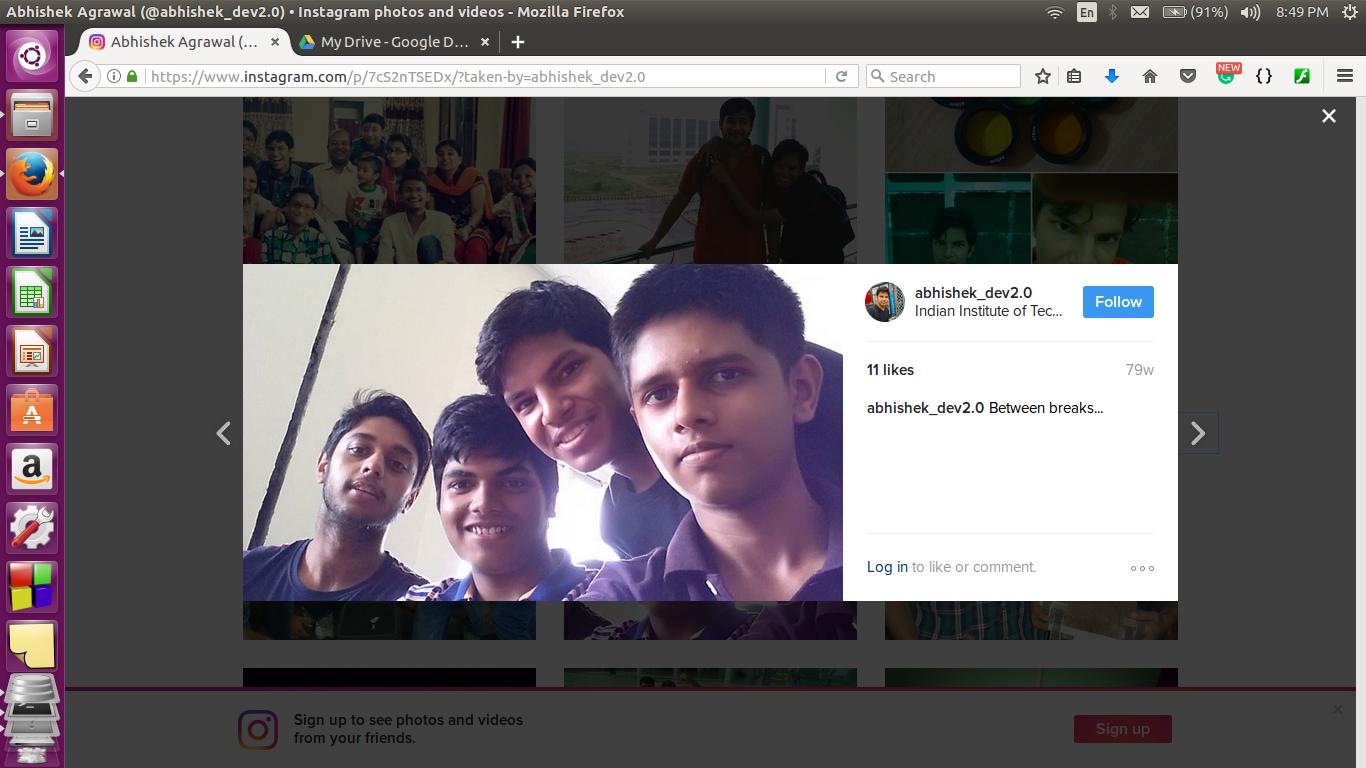 Abhishek Agrawal (@abhishek_dev2.0) • Instagram photos and videos - Mozilla Firefox
En
(91%)
8:49 PM
Abhishek Agrawal (...
My Drive - Google D...
https://www.instagram.com/p/7cS2nTSEDx/?taken-by=abhishek_dev2.0
Search
NEW
abhishek_dev2.0
Indian Institute of Tec...
Follow
11 likes
79w
abhishek_dev2.0 Between breaks...
Log in to like or comment.
Sign up to see photos and videos
from your friends.
Sign up